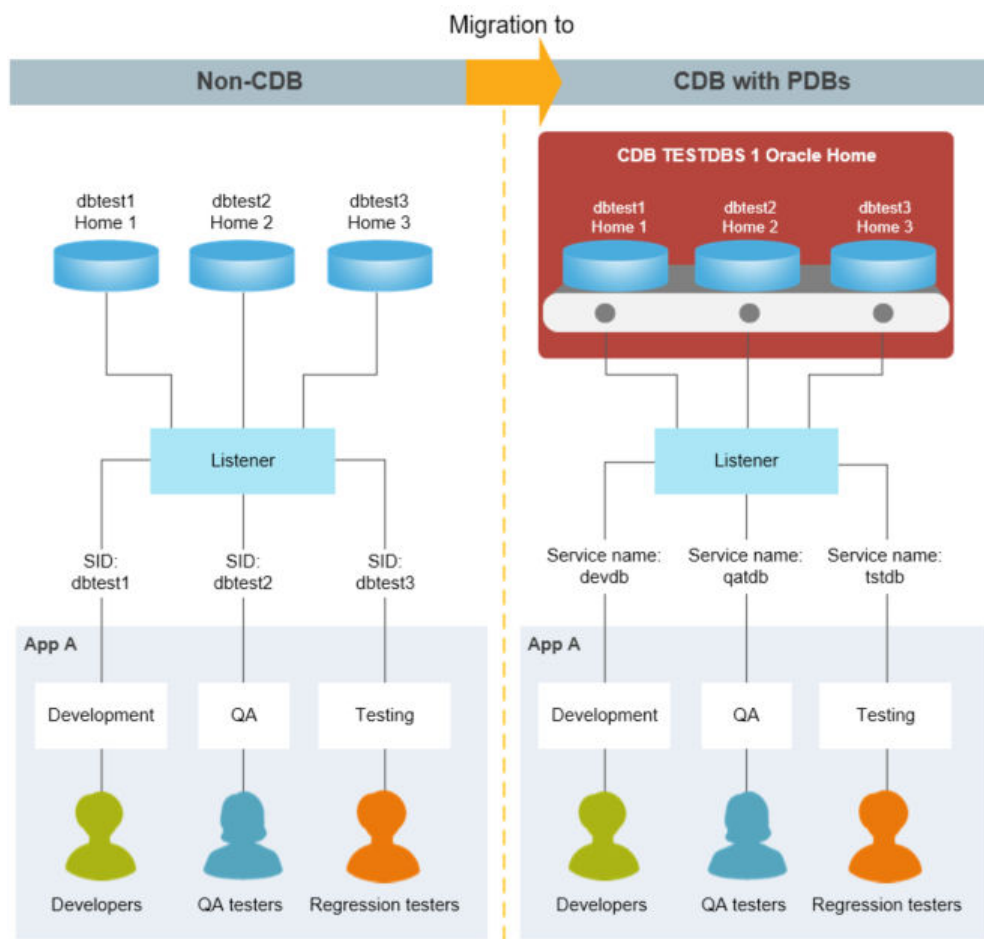 Migration to
Non-CDB
CDB with PDBs
dbtest1
Home 1
dbtest2
Home 2
dbtest3
Home 3
Listener
SID:
dbtest1
SID:
dbtest2
SID:
dbtest3
App A
Development
QA
Testing
Developers
QA testers
Regression testers
CDB TESTDBS 1 Oracle Home
dbtest1
Home 1
dbtest2
Home 2
dbtest3
Home 3
Listener
Service name:
devdb
Service name:
qatdb
Service name:
tstdb
App A
Development
QA
Testing
Developers
QA testers
Regression testers